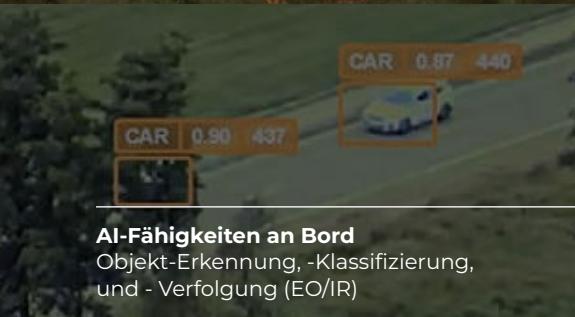 CAR 0.87 440
CAR 0.90 437
AI-Fähigkeiten an Bord
Objekt-Erkennung, -Klassifizierung,
und - Verfolgung (EO/IR)